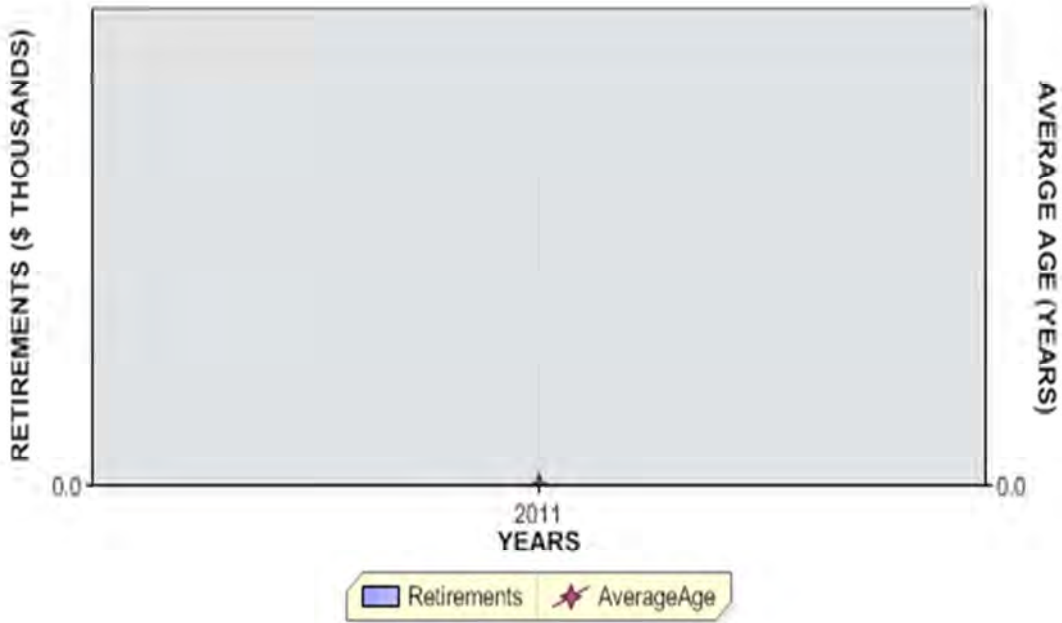 RETIREMENTS ($ THOUSANDS)
AVERAGE AGE (YEARS)
0.0
0.0
2011
YEARS
Retirements
AverageAge